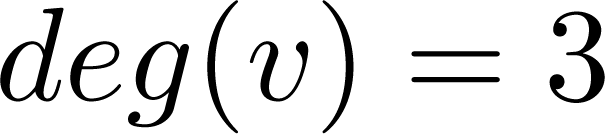 deg(v) = 3